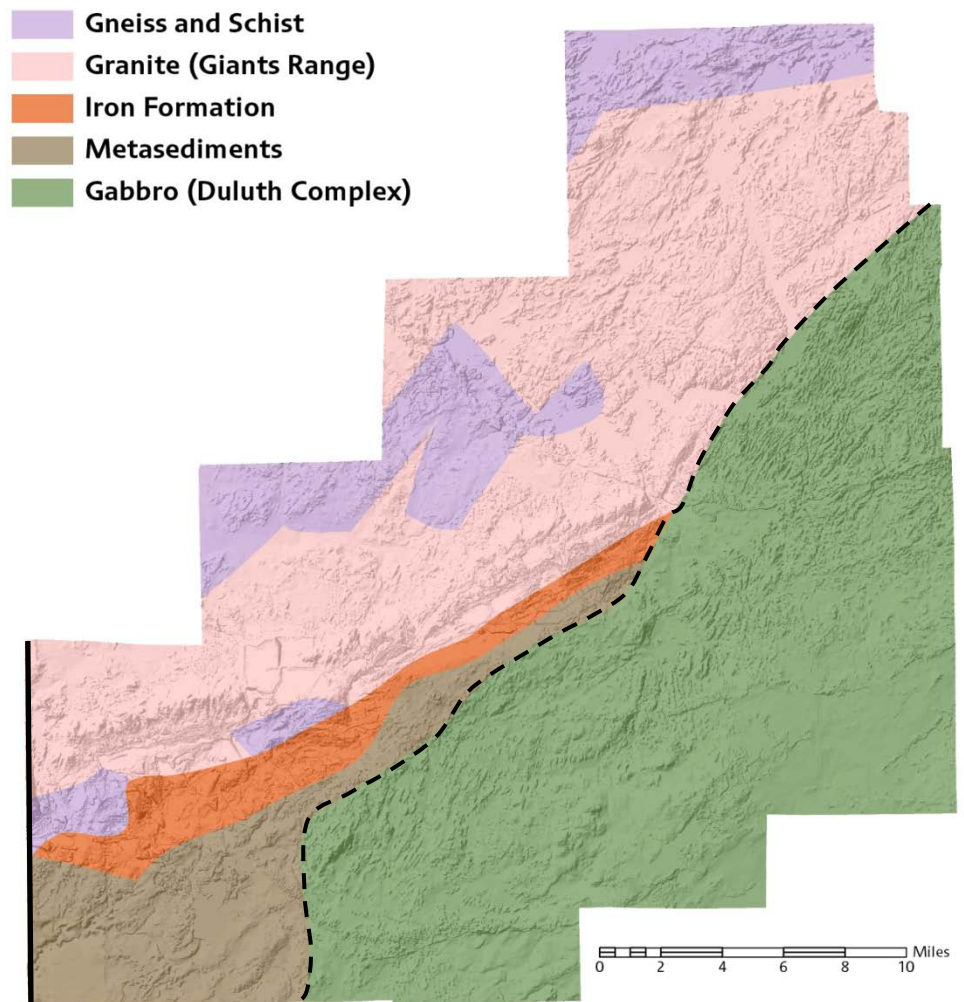 Gneiss and Schist
Granite (Giants Range)
Iron Formation
Metasediments
Gabbro (Duluth Complex)
Miles
0 2 4 6 8 10